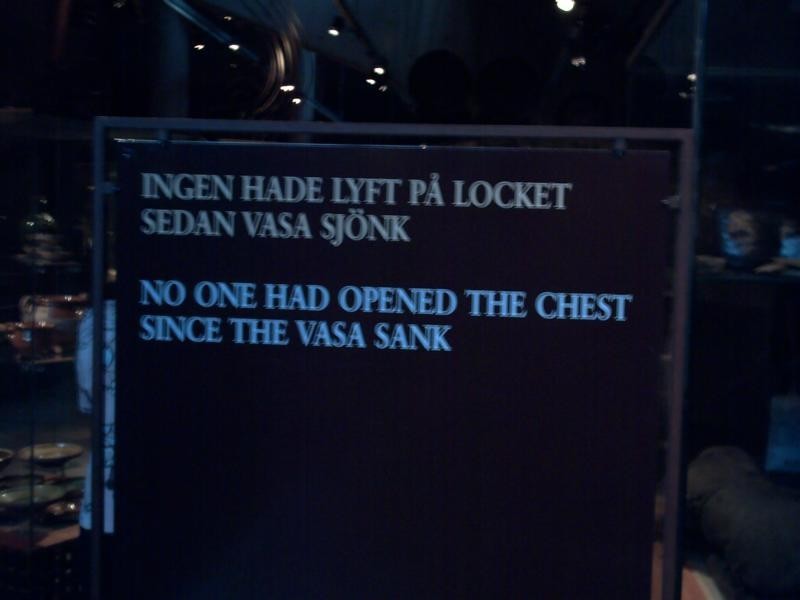 INGEN HADE LYFT PÅ LOCKET
SEDAN VASA SJÖNK
NO ONE HAD OPENED THE CHEST
SINCE THE VASA SANK